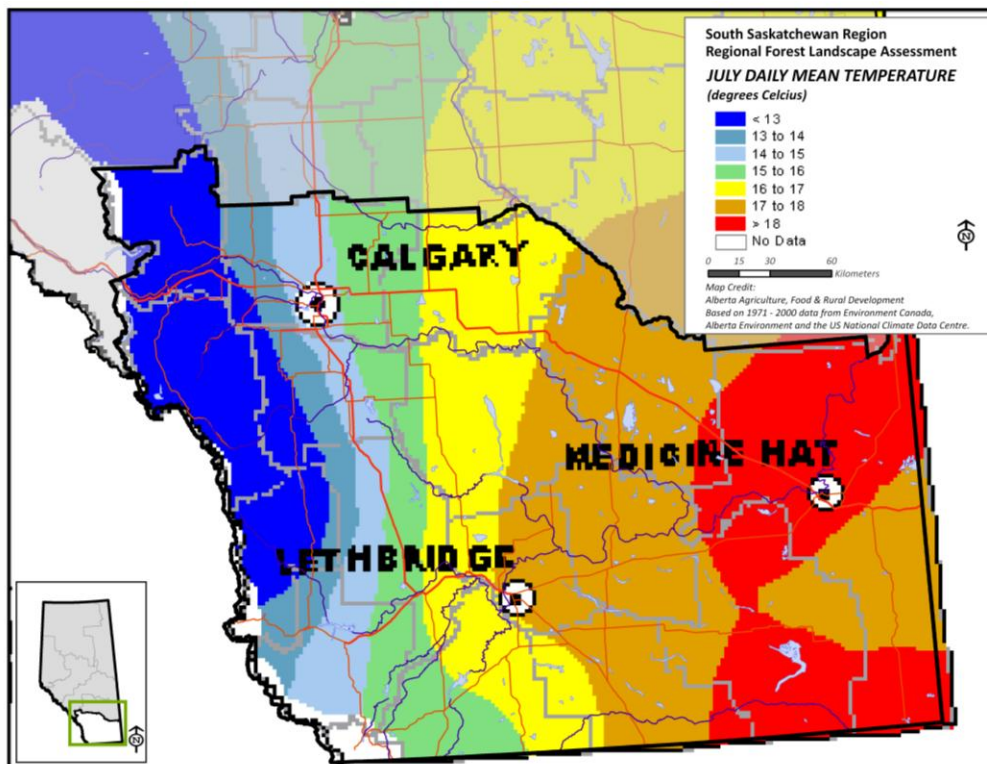 South Saskatchewan Region
Regional Forest Landscape Assessment
JULY DAILY MEAN TEMPERATURE
(degrees Celcius)
< 13
13 to 14
14 to 15
15 to 16
16 to 17
17 to 18
> 18
No Data
N
0 15 30 60
Kilometers
Map Credit:
Alberta Agriculture, Food & Rural Development
Based on 1971 - 2000 data from Environment Canada,
Alberta Environment and the US National Climate Data Centre.
CALGARY
MEDICINE HAT
LETHBRIDGE
N